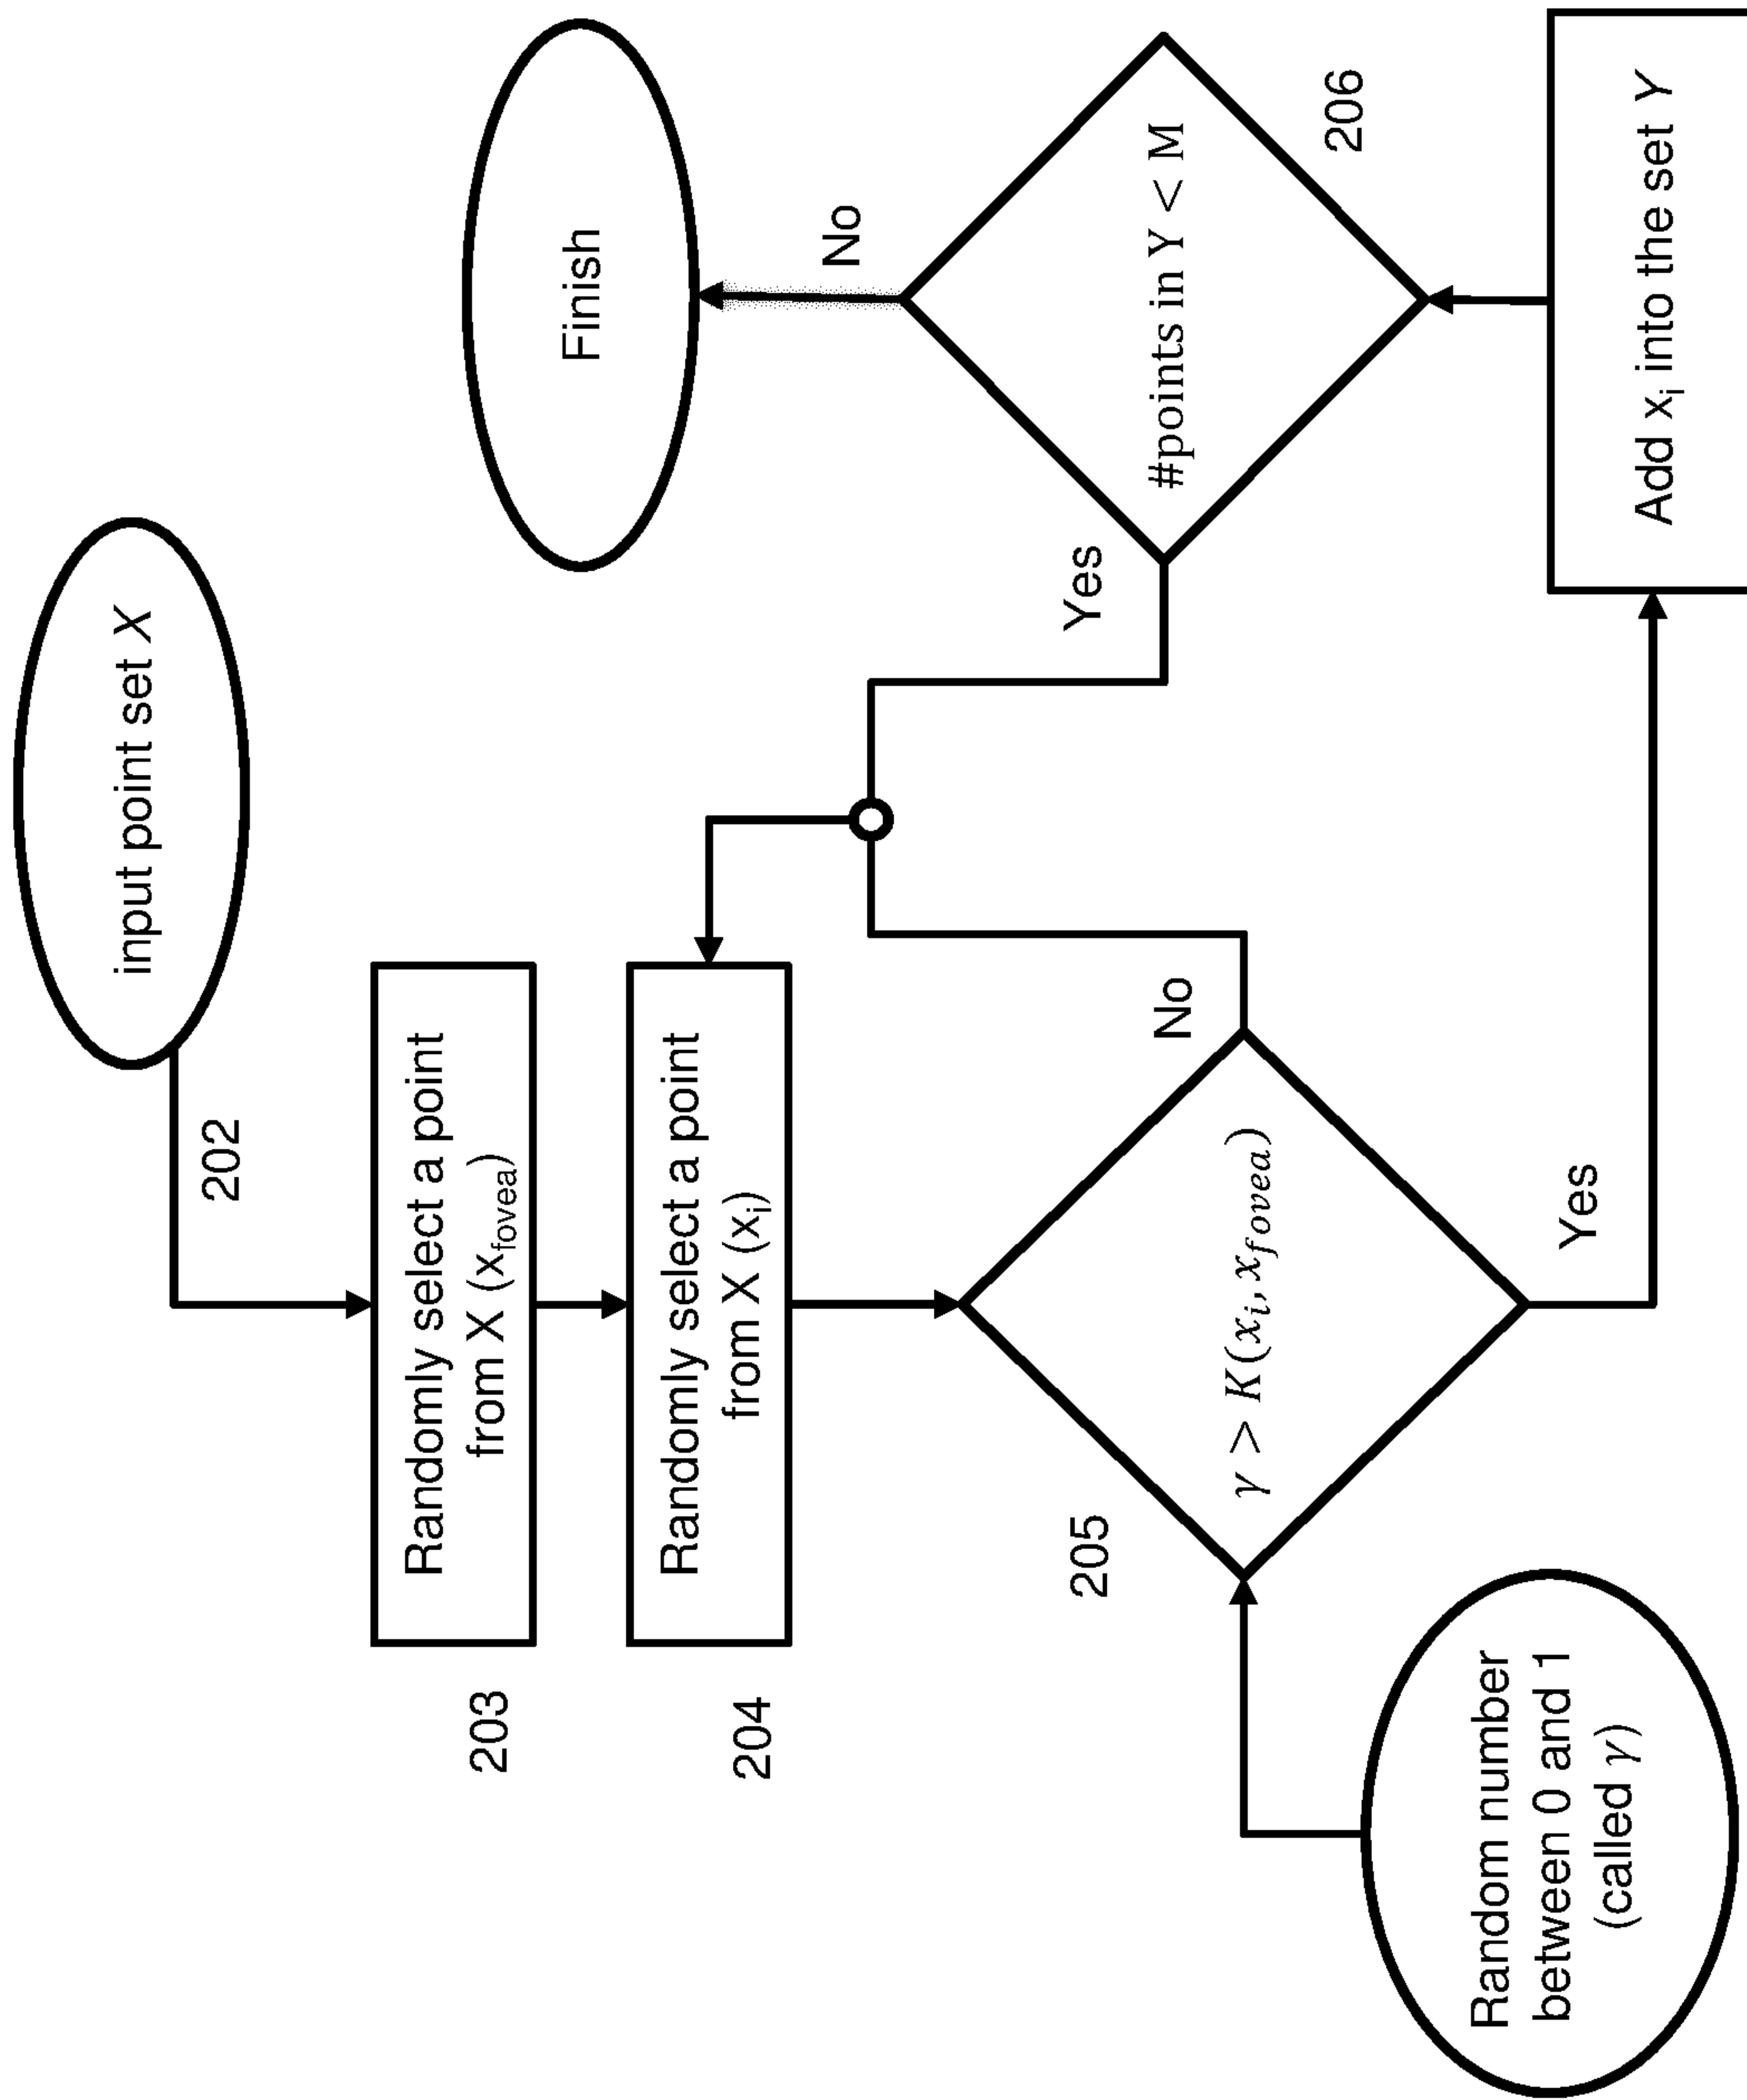 input point set X
202
Randomly select a point
from X (xfovea)
203
Randomly select a point
from X (xi)
204
γ > K(xi, xfovea)
205
No
Yes
Random number
between 0 and 1
(called γ)
Add xi into the set Y
#points in Y < M
206
Yes
No
Finish